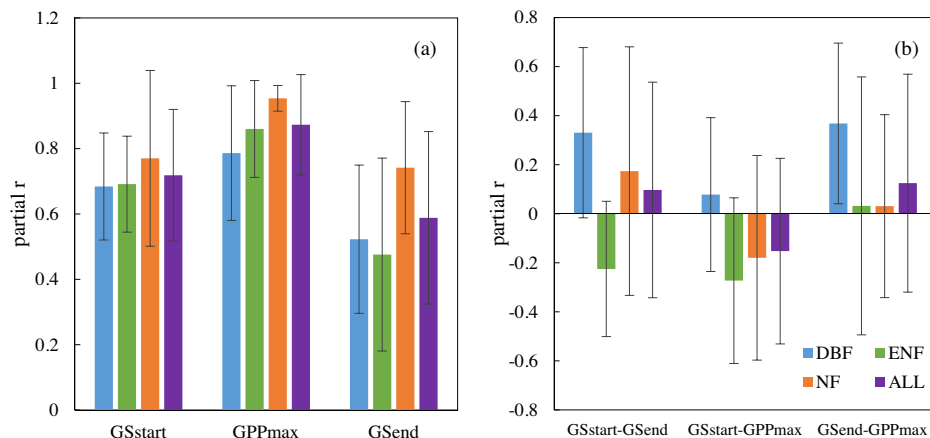 (a)
partial r
1.2
1
0.8
0.6
0.4
0.2
0
GSstart GPPmax GSend
(b)
partial r
0.8
0.6
0.4
0.2
0
-0.2
-0.4
-0.6
-0.8
DBF ENF
NF ALL
GSstart-GSend GSstart-GPPmax GSend-GPPmax